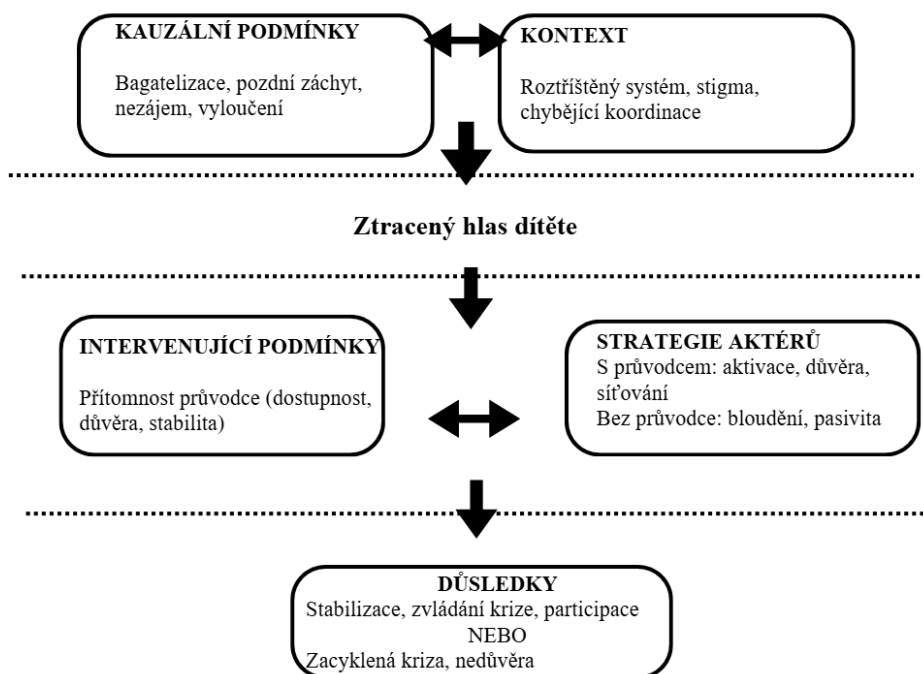 KAUZÁLNÍ PODMÍNKY
Bagatelizace, pozdní záchyt,
nezájem, vyloučení
KONTEXT
Roztříštěný systém, stigma,
chybějící koordinace
Ztracený hlas dítěte
INTERVENUJÍCÍ PODMÍNKY
Přítomnost průvodce (dostupnost,
důvěra, stabilita)
STRATEGIE AKTÉRŮ
S průvodcem: aktivace, důvěra,
síťování
Bez průvodce: bloudění, pasivita
DŮSLEDKY
Stabilizace, zvládání krize, participace
NEBO
Zacyklená kriza, nedůvěra